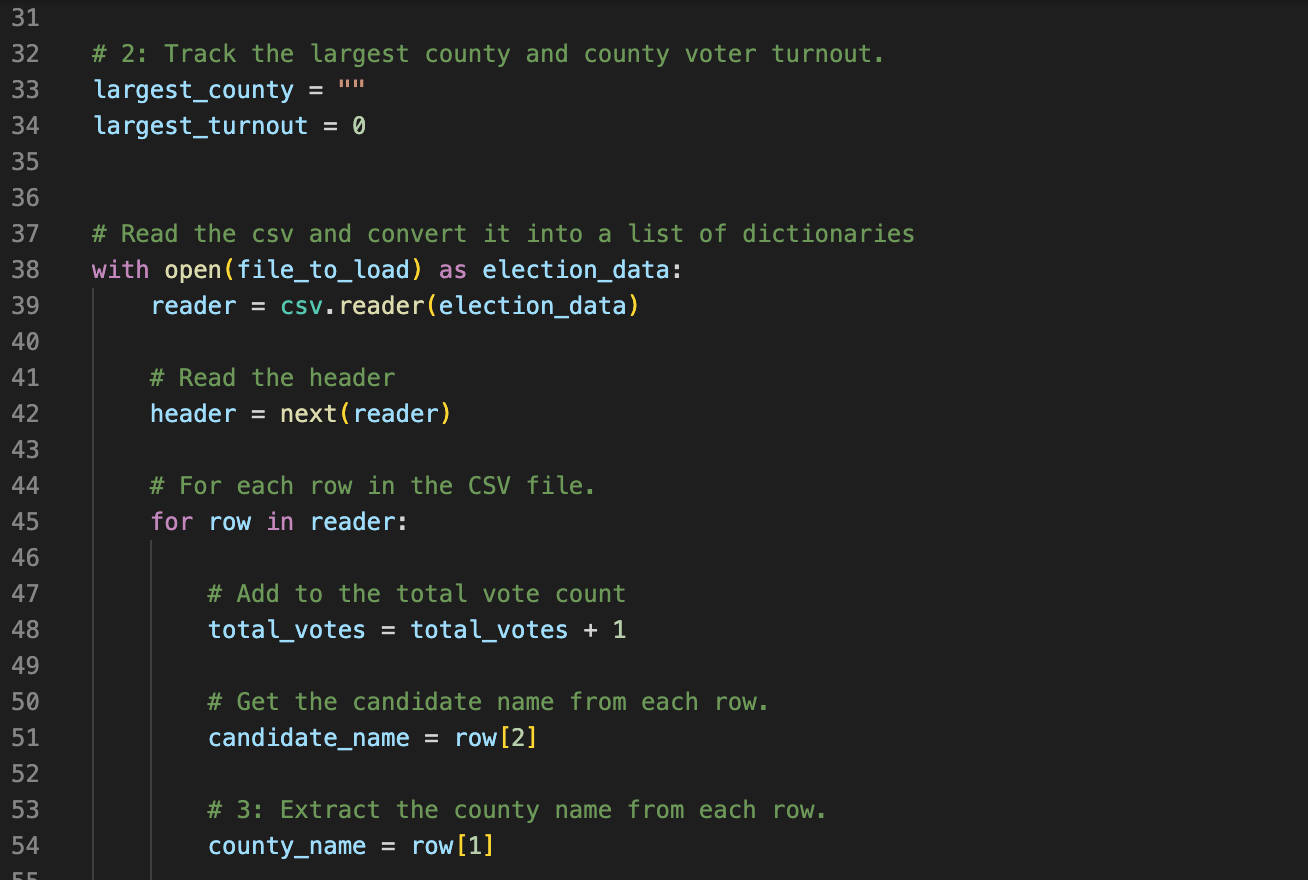 31
32 # 2: Track the largest county and county voter turnout.
33 largest_county = ""
34 largest_turnout = 0
35
36
37 # Read the csv and convert it into a list of dictionaries
38 with open(file_to_load) as election_data:
39     reader = csv.reader(election_data)
40
41     # Read the header
42     header = next(reader)
43
44     # For each row in the CSV file.
45     for row in reader:
46
47         # Add to the total vote count
48         total_votes = total_votes + 1
49
50         # Get the candidate name from each row.
51         candidate_name = row[2]
52
53         # 3: Extract the county name from each row.
54         county_name = row[1]
55